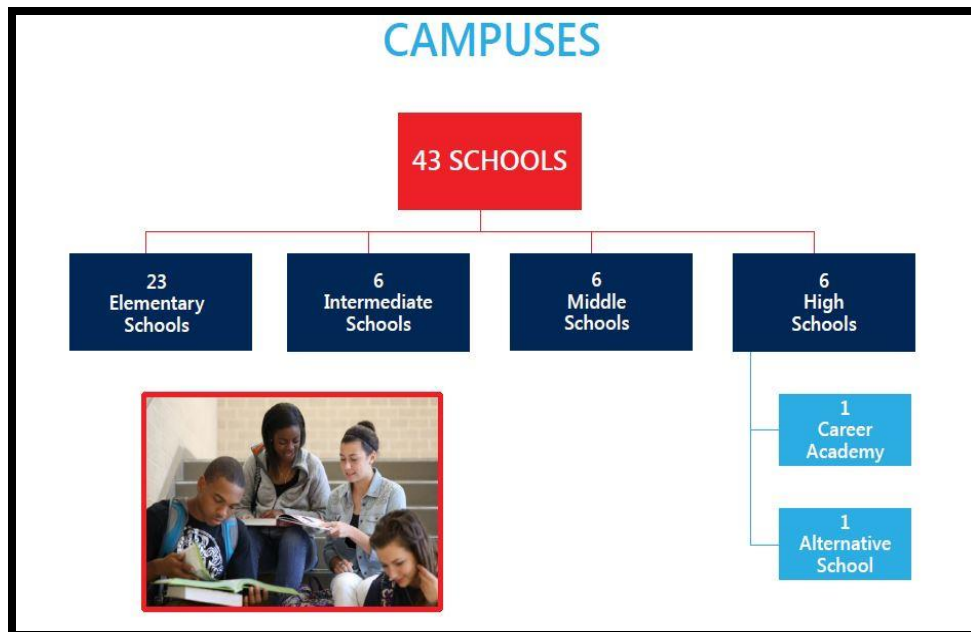 CAMPUSES
43 SCHOOLS
23
Elementary
Schools
6
Intermediate
Schools
6
Middle
Schools
6
High
Schools
1
Career
Academy
1
Alternative
School